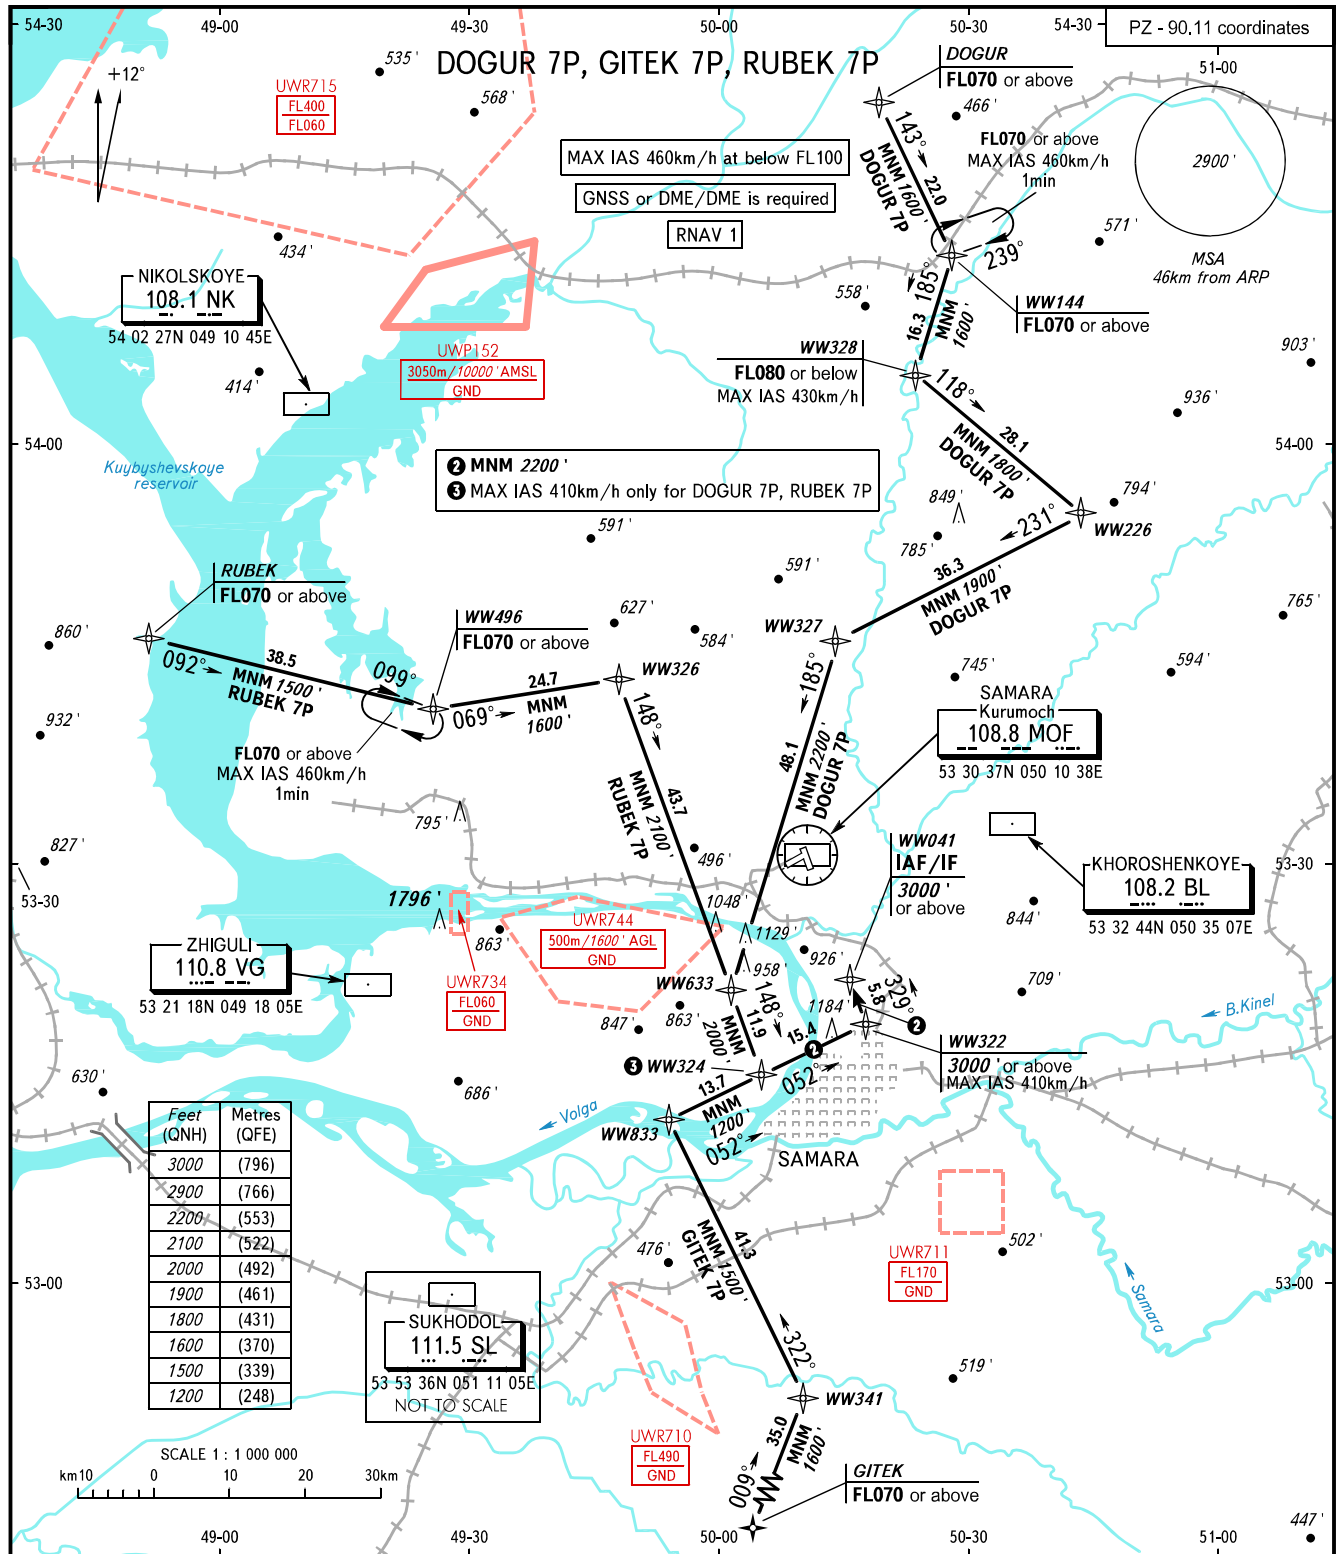 54-30
49-00
49-30
50-00
50-30
54-30
PZ - 90.11 coordinates
51-00
+12°
535'
568'
UWR715
FL400
FL060
DOGUR 7P, GITEK 7P, RUBEK 7P
DOGUR
FL070 or above
466'
143°
22.0
MNM 1600'
DOGUR 7P
FL070 or above
MAX IAS 460km/h
1min
2900'
MSA
46km from ARP
MAX IAS 460km/h at below FL100
GNSS or DME/DME is required
RNAV 1
434'
571'
239°
NIKOLSKOYE
108.1 NK
54 02 27N 049 10 45E
414'
UWP152
3050m/10000' AMSL
GND
558'
185°
16.3
MNM
1600'
WW144
FL070 or above
WW328
FL080 or below
MAX IAS 430km/h
903'
936'
118°
28.1
MNM 1800'
DOGUR 7P
54-00
54-00
Kuybyshevskoye
reservoir
2 MNM 2200'
3 MAX IAS 410km/h only for DOGUR 7P, RUBEK 7P
849'
794'
785'
231°
WW226
36.3
MNM 1900'
DOGUR 7P
591'
591'
765'
RUBEK
FL070 or above
627'
584'
WW496
FL070 or above
WW327
860'
092°
38.5
MNM 1500'
RUBEK 7P
099°
069°
24.7
MNM
1600'
WW326
745'
594'
932'
FL070 or above
MAX IAS 460km/h
1min
148°
43.7
MNM 2100'
RUBEK 7P
185°
48.1
MNM 2200'
DOGUR 7P
SAMARA
Kurumoch
108.8 MOF
53 30 37N 050 10 38E
795'
827'
496'
WW041
IAF/IF
3000'
or above
KHOROSHENKOYE
108.2 BL
53 32 44N 050 35 07E
53-30
53-30
1796'
863'
UWR744
500m/1600' AGL
GND
1048'
1129'
958'
926'
844'
709'
ZHIGULI
110.8 VG
53 21 18N 049 18 05E
UWR734
FL060
GND
WW633
847'
863'
148°
11.9
MNM
2000'
1184'
5.8
329°
2
B.Kinel
WW322
3000' or above
MAX IAS 410km/h
15.4
2
052°
3 WW324
630'
686'
13.7
MNM
1200'
052°
Volga
WW833
SAMARA
Feet Metres
(QNH) (QFE)
3000 (796)
2900 (766)
2200 (553)
2100 (522)
2000 (492)
1900 (461)
1800 (431)
1600 (370)
1500 (339)
1200 (248)
476'
41.3
MNM 1500'
GITEK 7P
322°
UWR711
FL170
GND
502'
53-00
53-00
Samara
SUKHODOL
111.5 SL
53 53 36N 051 11 05E
NOT TO SCALE
519'
WW341
UWR710
FL490
GND
35.0
MNM
1600'
009°
GITEK
FL070 or above
SCALE 1 : 1 000 000
km10 0 10 20 30km
447'
49-00
49-30
50-00
50-30
51-00